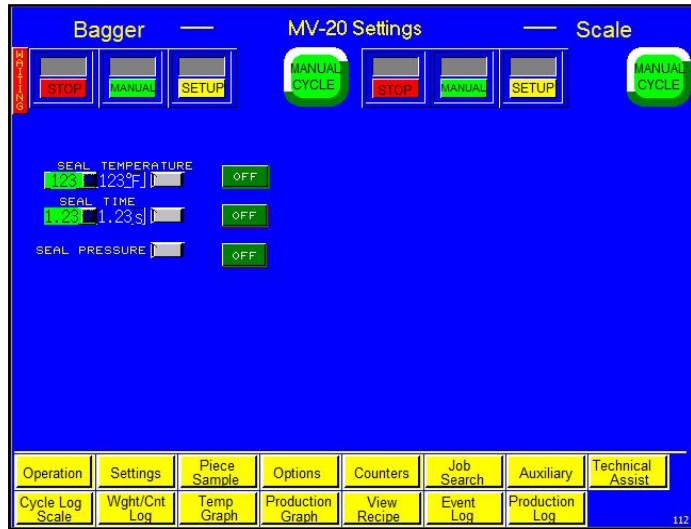 Bagger — MV-20 Settings — Scale
WAITING
STOP MANUAL SETUP MANUAL CYCLE STOP MANUAL SETUP MANUAL CYCLE
SEAL TEMPERATURE
123 123°F OFF
SEAL TIME
1.23 1.23s OFF
SEAL PRESSURE OFF
Operation Settings Piece Sample Options Counters Job Search Auxiliary Technical Assist
Cycle Log Scale Wght/Cnt Log Temp Graph Production Graph View Recipe Event Log Production Log
112